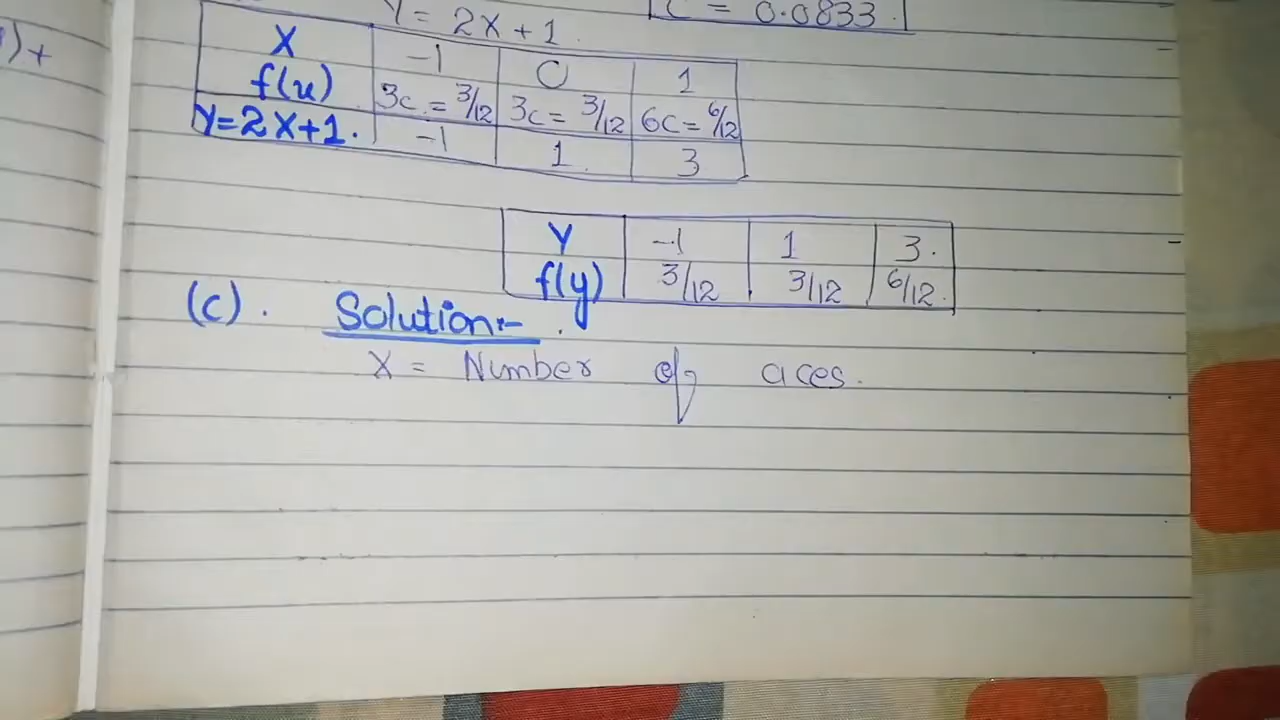 )+
Y = 2X + 1.
C = 0.0833.
X -1 0 1
f(x) 3c = 3/12 3c = 3/12 6c = 6/12
Y=2X+1. -1 1. 3
Y -1 1 3.
f(y) 3/12 3/12 6/12.
(c). Solution:-
X = Number of aces.